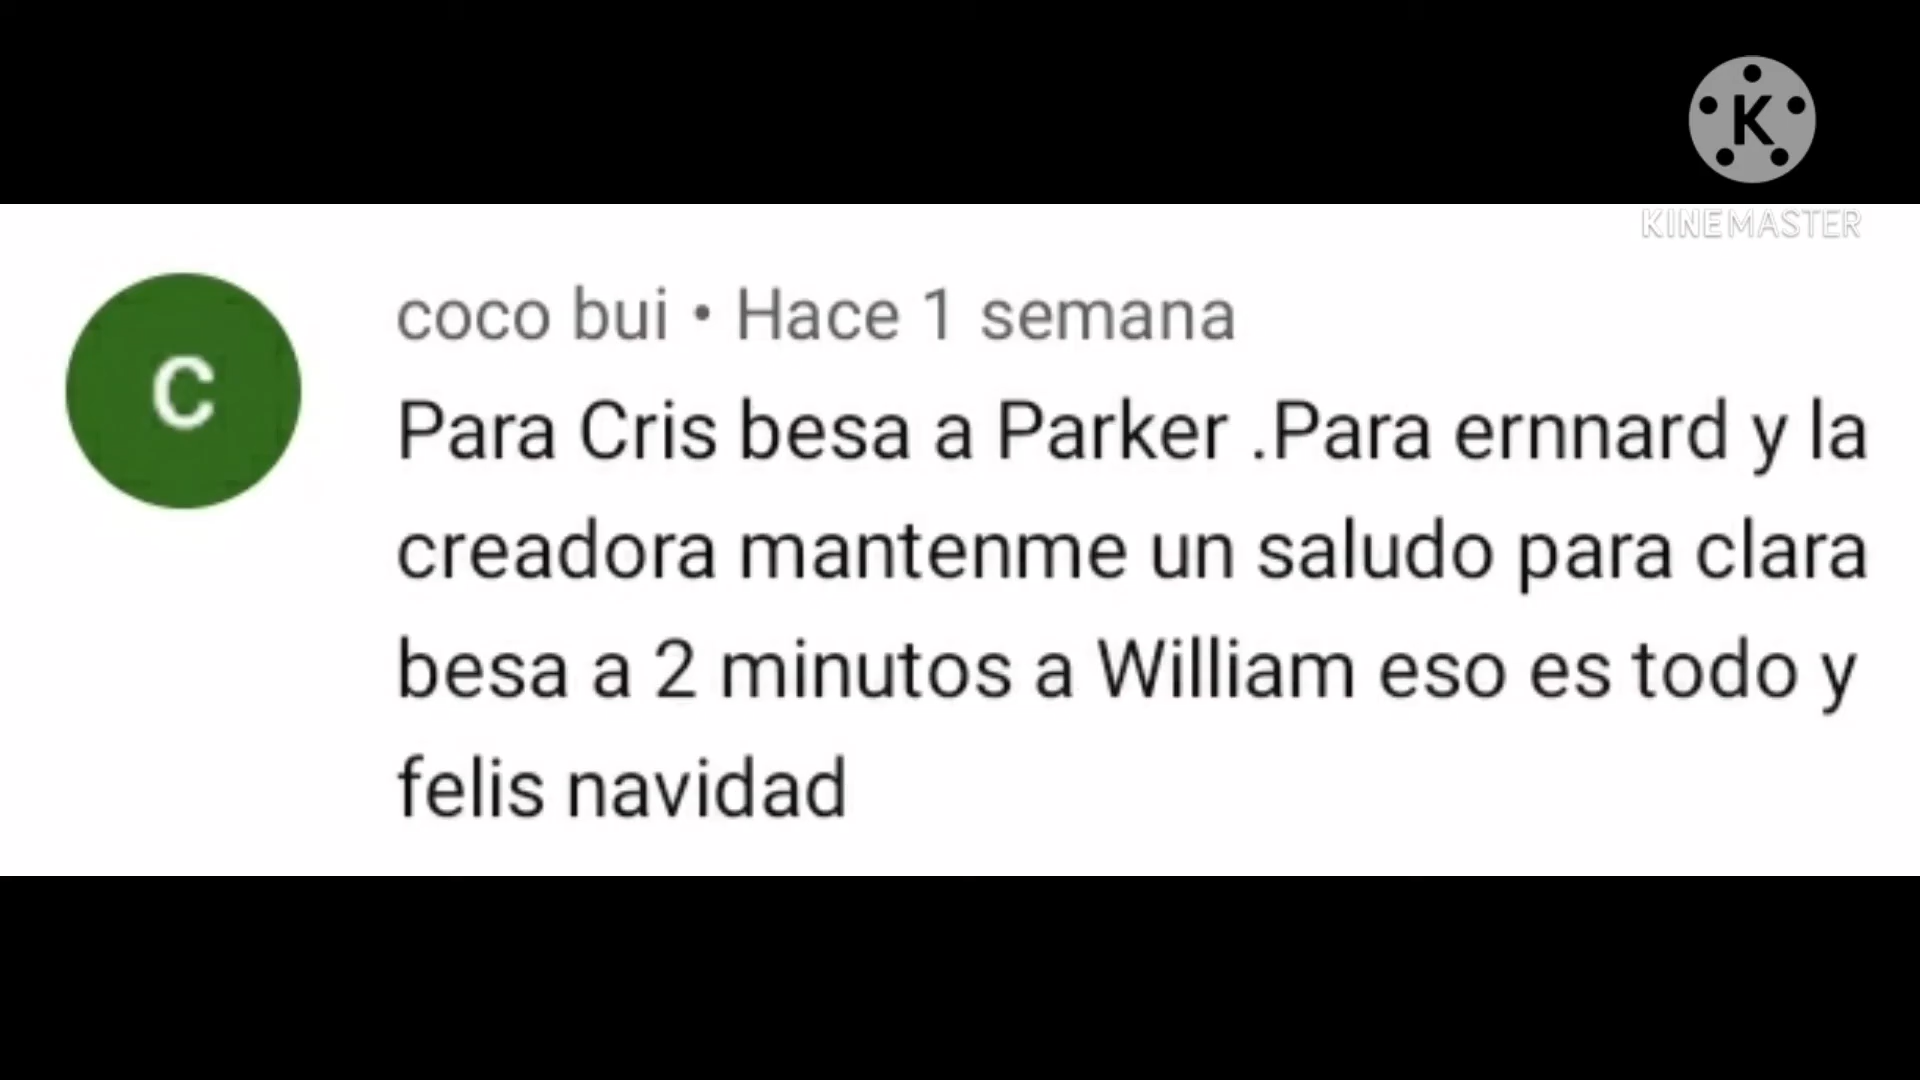 K
KINEMASTER
C
coco bui • Hace 1 semana
Para Cris besa a Parker .Para ernnard y la
creadora mantenme un saludo para clara
besa a 2 minutos a William eso es todo y
felis navidad